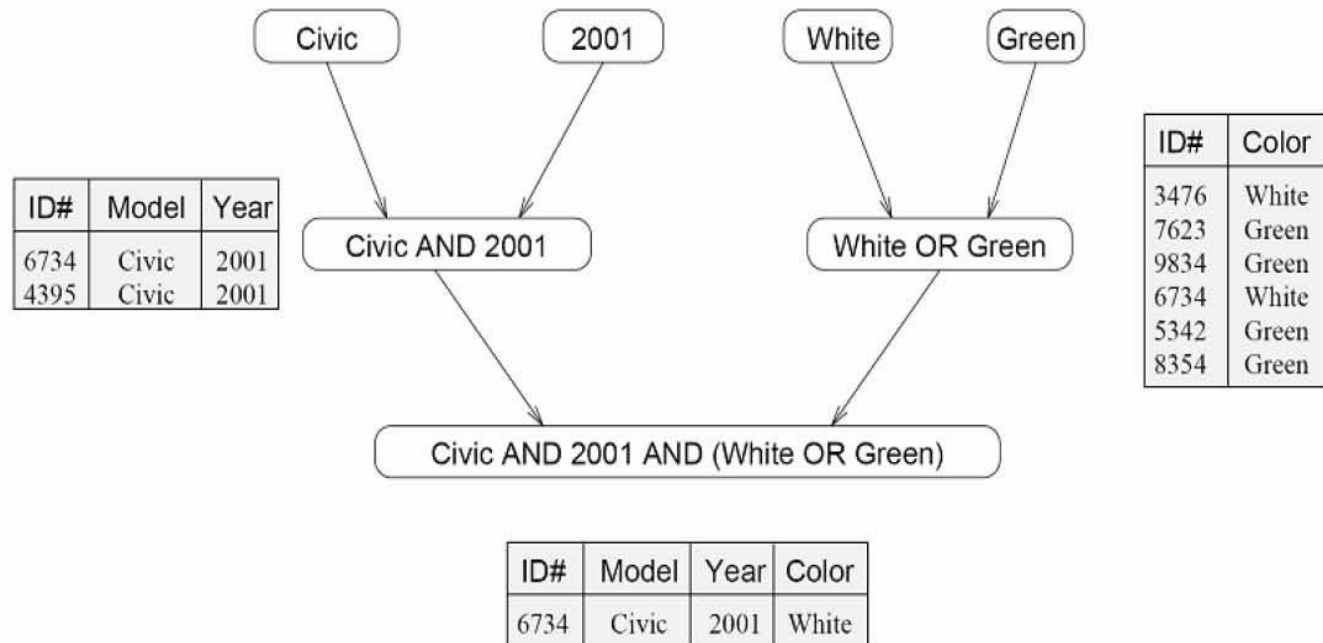 Civic
2001
White
Green
ID# Model Year
6734 Civic 2001
4395 Civic 2001
Civic AND 2001
White OR Green
ID# Color
3476 White
7623 Green
9834 Green
6734 White
5342 Green
8354 Green
Civic AND 2001 AND (White OR Green)
ID# Model Year Color
6734 Civic 2001 White